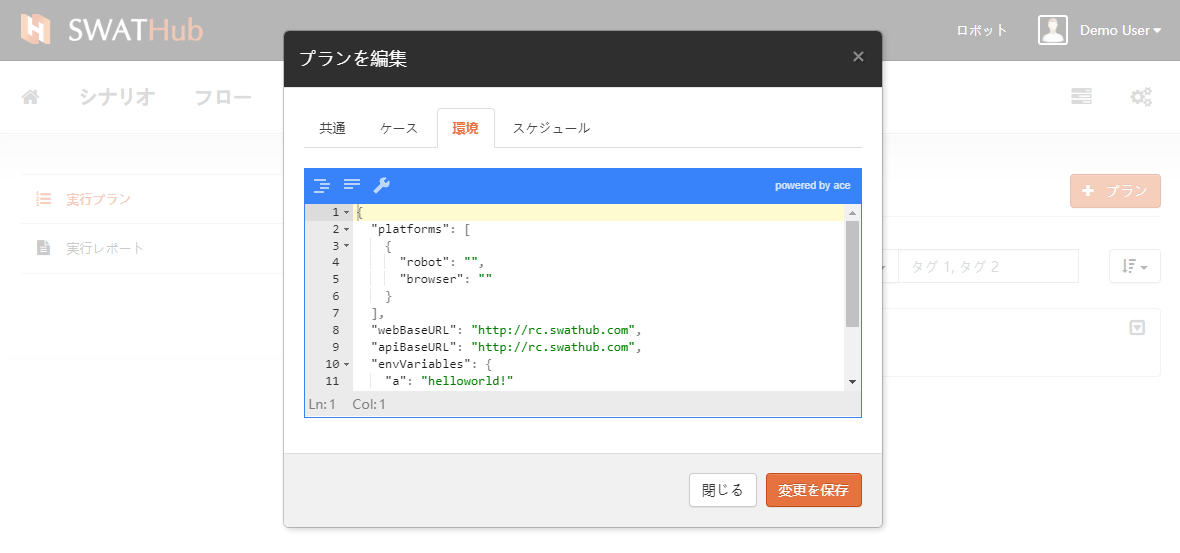 SWATHub
ロボット
Demo User
プランを編集
×
シナリオ
フロー
共通
ケース
環境
スケジュール
実行プラン
実行レポート
+ プラン
タグ 1, タグ 2
powered by ace
1 {
2 "platforms": [
3 {
4 "robot": "",
5 "browser": ""
6 }
7 ],
8 "webBaseURL": "http://rc.swathub.com",
9 "apiBaseURL": "http://rc.swathub.com",
10 "envVariables": {
11 "a": "helloworld!"
Ln:1 Col:1
閉じる
変更を保存